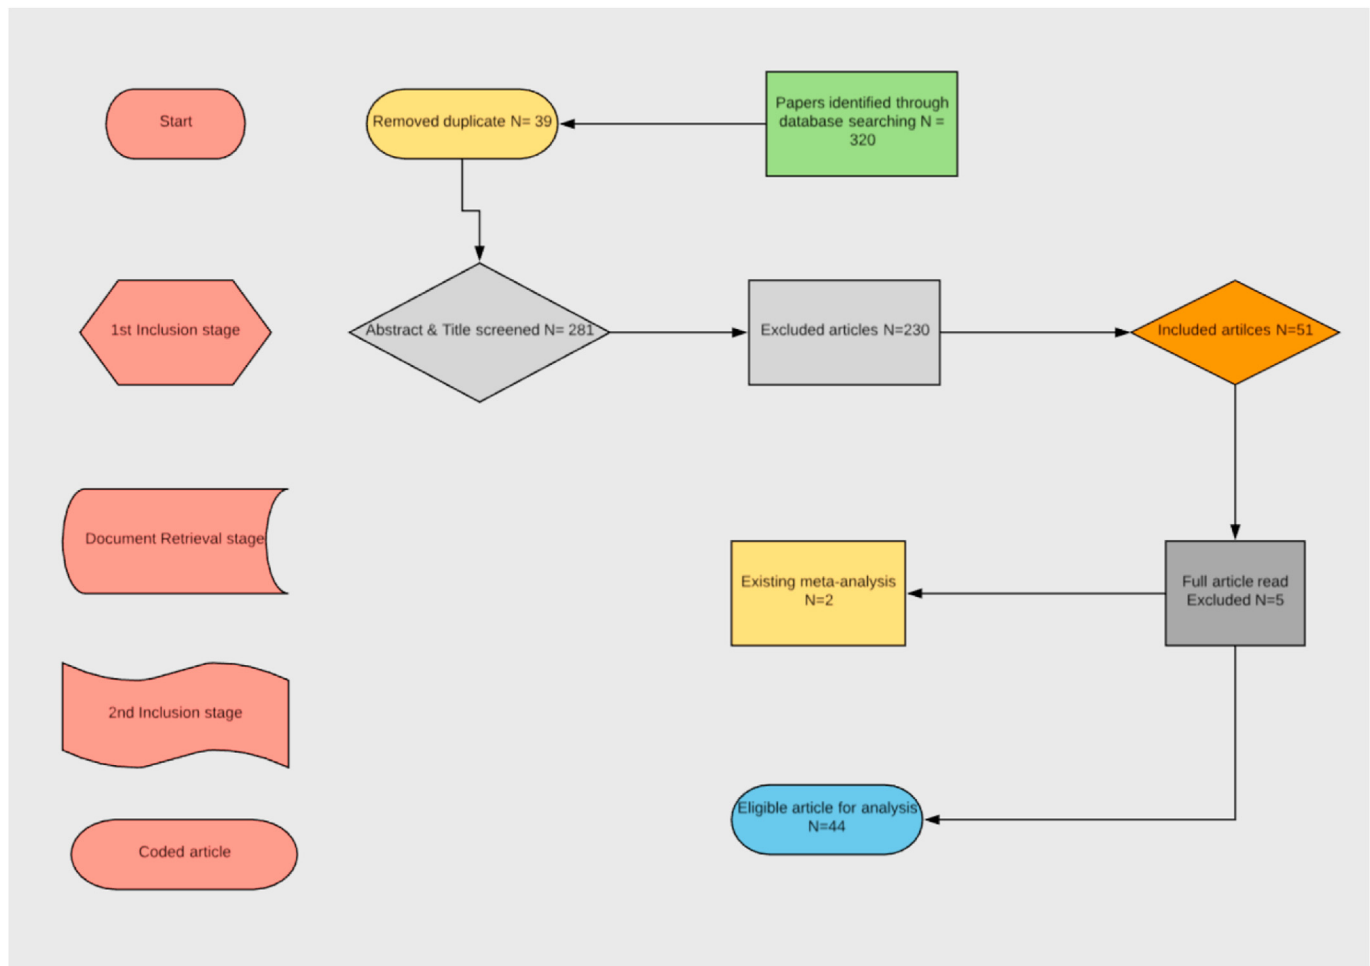 Start
Removed duplicate N= 39
Papers identified through
database searching N =
320
1st Inclusion stage
Abstract & Title screened N= 281
Excluded articles N=230
Included artilces N=51
Document Retrieval stage
Existing meta-analysis
N=2
Full article read
Excluded N=5
2nd Inclusion stage
Eligible article for analysis
N=44
Coded article